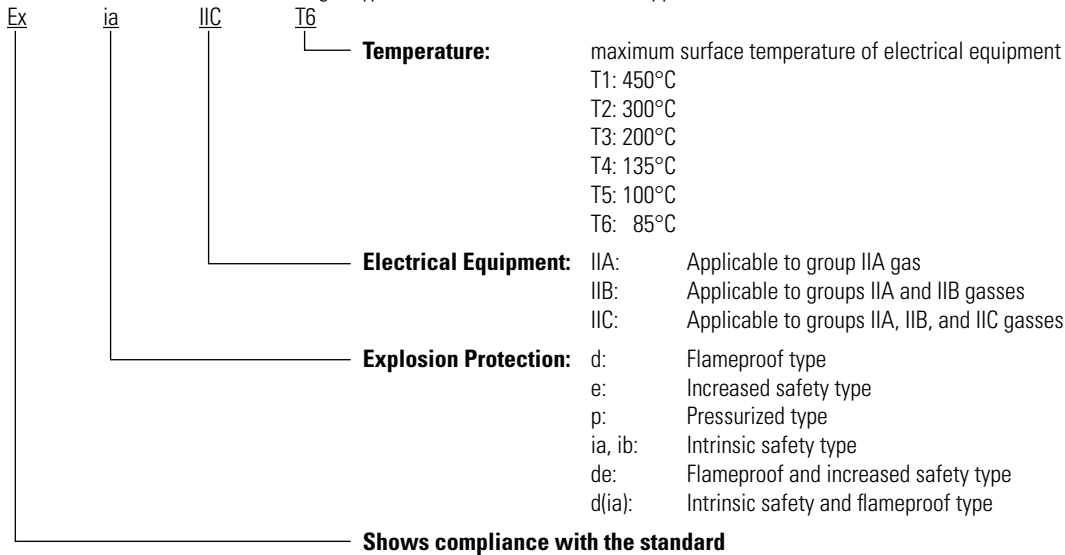 Ex ia IIC T6
Temperature: maximum surface temperature of electrical equipment
T1: 450°C
T2: 300°C
T3: 200°C
T4: 135°C
T5: 100°C
T6: 85°C
Electrical Equipment: IIA: Applicable to group IIA gas
IIB: Applicable to groups IIA and IIB gasses
IIC: Applicable to groups IIA, IIB, and IIC gasses
Explosion Protection: d: Flameproof type
e: Increased safety type
p: Pressurized type
ia, ib: Intrinsic safety type
de: Flameproof and increased safety type
d(ia): Intrinsic safety and flameproof type
Shows compliance with the standard